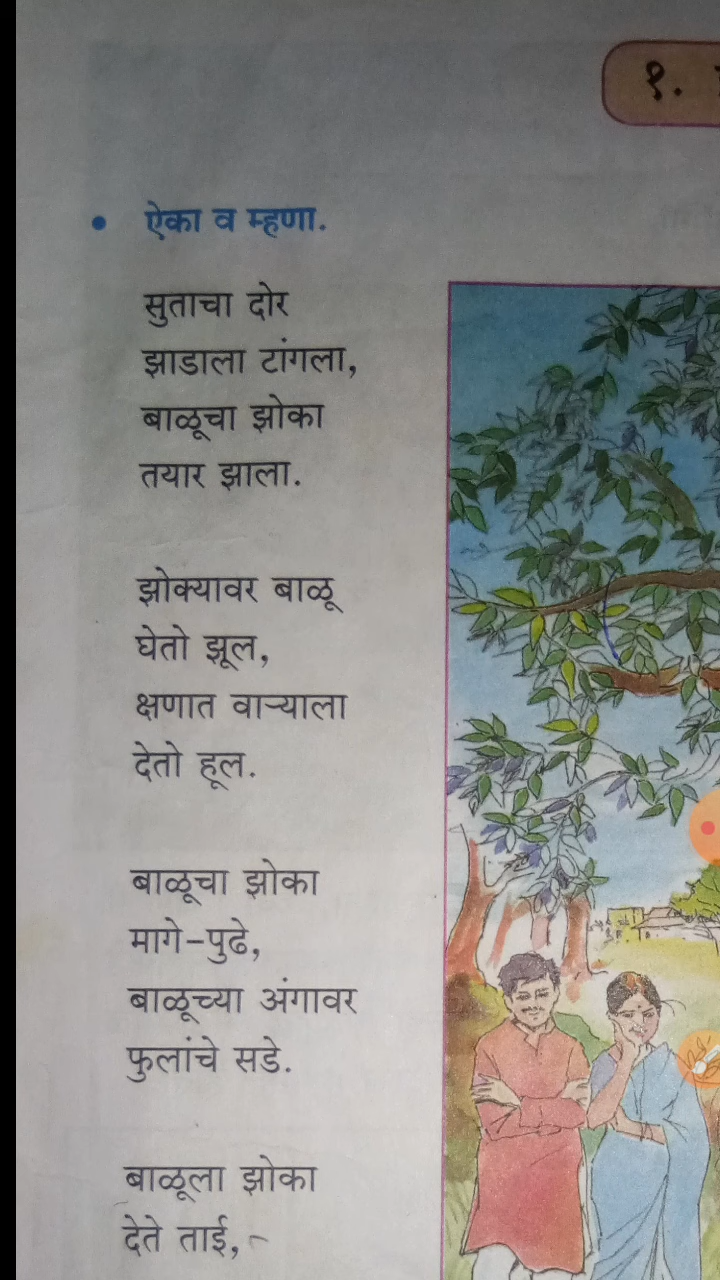 १.
• ऐका व म्हणा.
सुताचा दोर
झाडाला टांगला,
बाळूचा झोका
तयार झाला.
झोक्यावर बाळू
घेतो झूल,
क्षणात वाऱ्याला
देतो हूल.
बाळूचा झोका
मागे-पुढे,
बाळूच्या अंगावर
फुलांचे सडे.
बाळूला झोका
देते ताई,